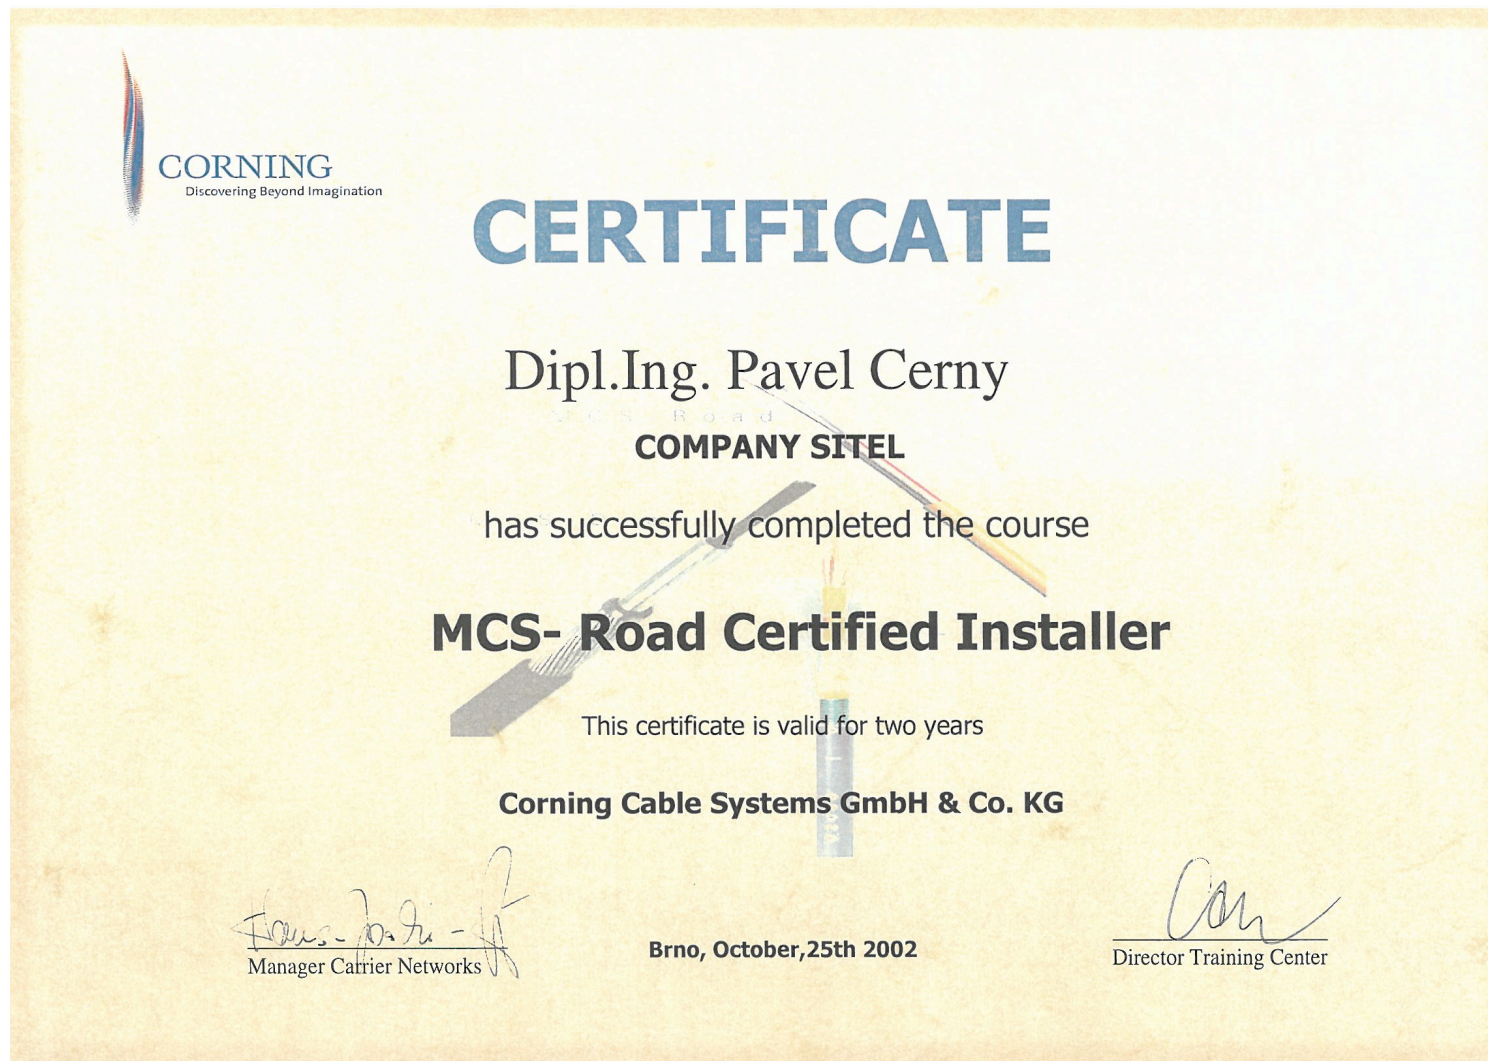 CORNING
Discovering Beyond Imagination
CERTIFICATE
Dipl.Ing. Pavel Cerny
MCS Road
COMPANY SITEL
has successfully completed the course
MCS- Road Certified Installer
This certificate is valid for two years
Corning Cable Systems GmbH & Co. KG
Manager Carrier Networks
Brno, October,25th 2002
Director Training Center